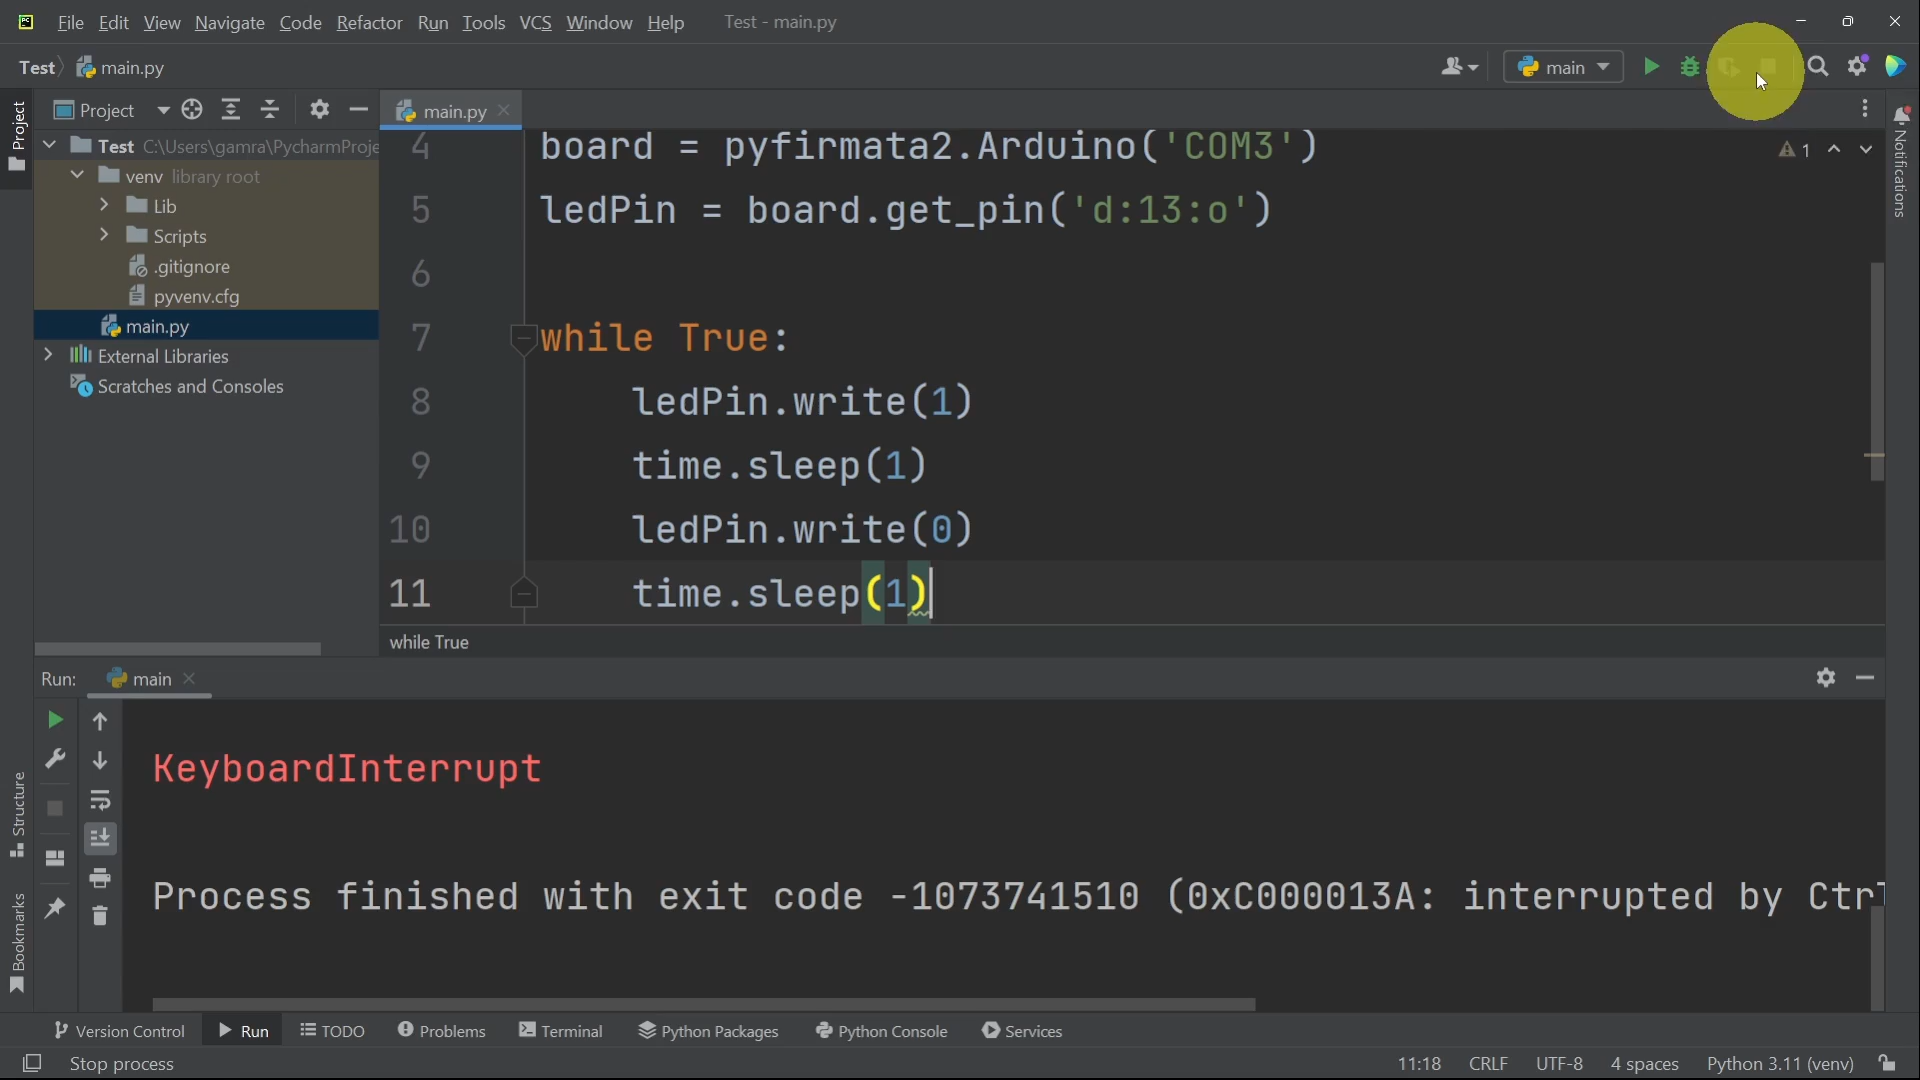 File Edit View Navigate Code Refactor Run Tools VCS Window Help Test - main.py
Test main.py
main
Project
main.py
Test C:\Users\gamra\PycharmProje
venv library root
Lib
Scripts
.gitignore
pyvenv.cfg
main.py
External Libraries
Scratches and Consoles
Project
Structure
Bookmarks
Notifications
1
4 board = pyfirmata2.Arduino('COM3')
5 ledPin = board.get_pin('d:13:o')
6
7 while True:
8 ledPin.write(1)
9 time.sleep(1)
10 ledPin.write(0)
11 time.sleep(1)
while True
Run: main
KeyboardInterrupt
Process finished with exit code -1073741510 (0xC000013A: interrupted by Ctrl
Version Control Run TODO Problems Terminal Python Packages Python Console Services
Stop process 11:18 CRLF UTF-8 4 spaces Python 3.11 (venv)